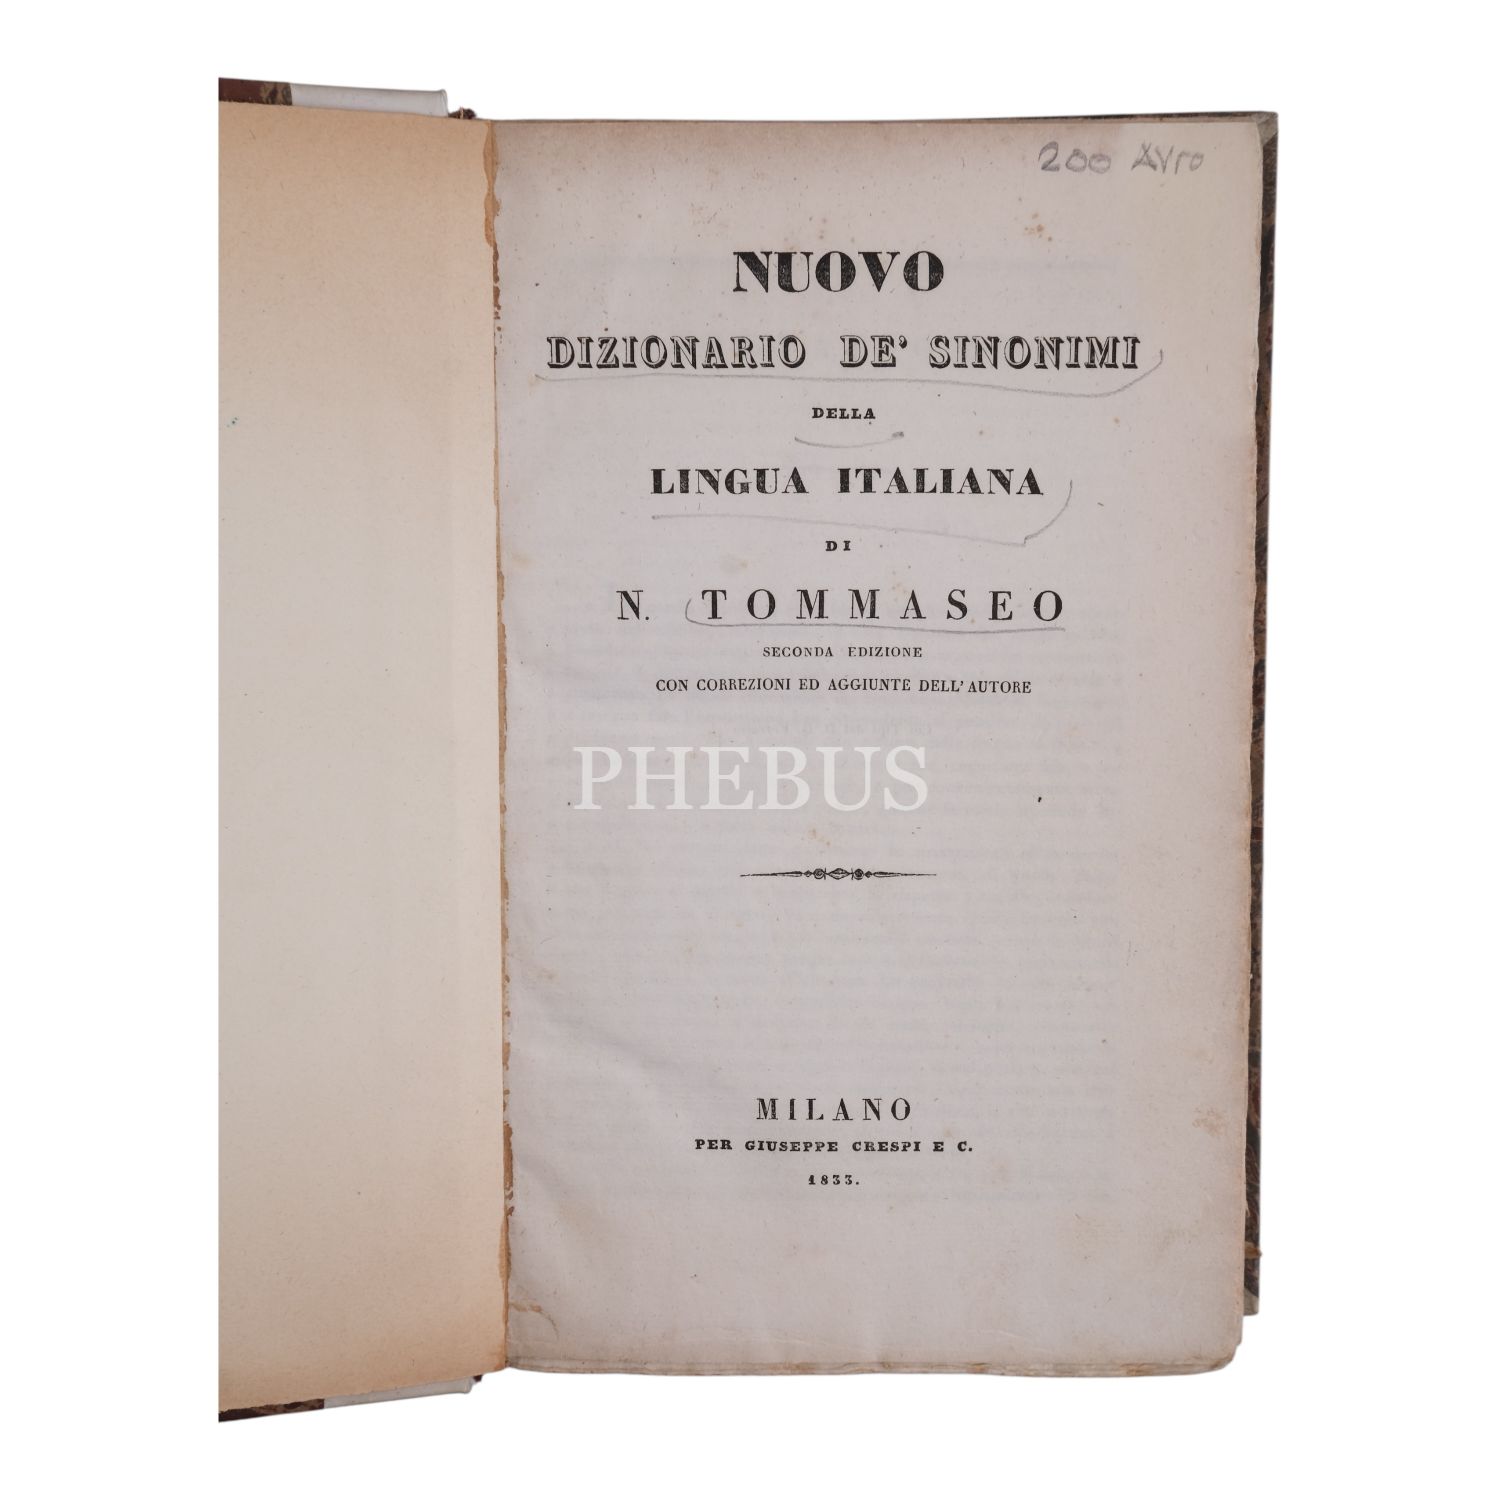 200 Avro
NUOVO
DIZIONARIO DE' SINONIMI
DELLA
LINGUA ITALIANA
DI
N. TOMMASEO
SECONDA EDIZIONE
CON CORREZIONI ED AGGIUNTE DELL'AUTORE
PHEBUS
MILANO
PER GIUSEPPE CRESPI E C.
1833.